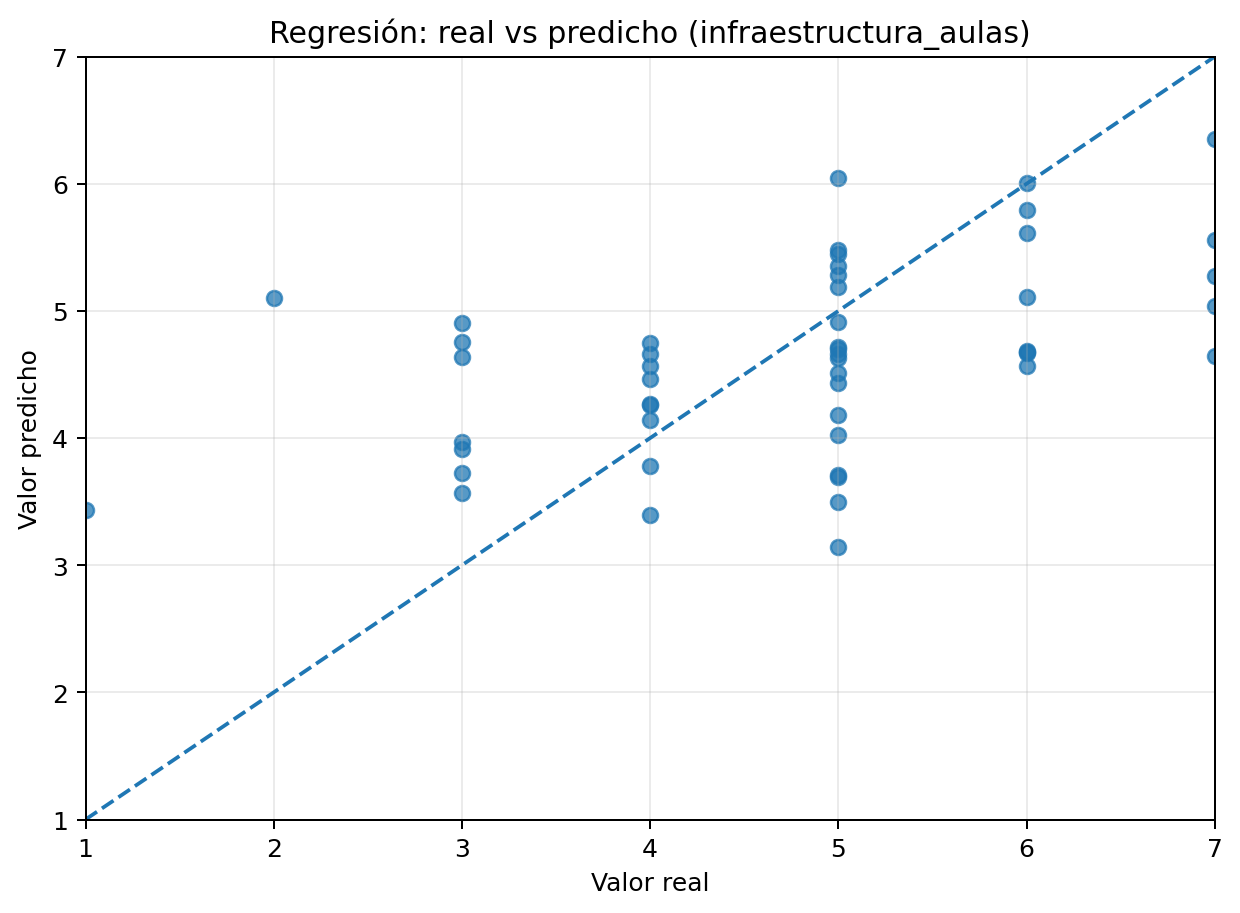 Regresión: real vs predicho (infraestructura_aulas)
7
6
5
4
3
2
1
Valor predicho
1 2 3 4 5 6 7
Valor real